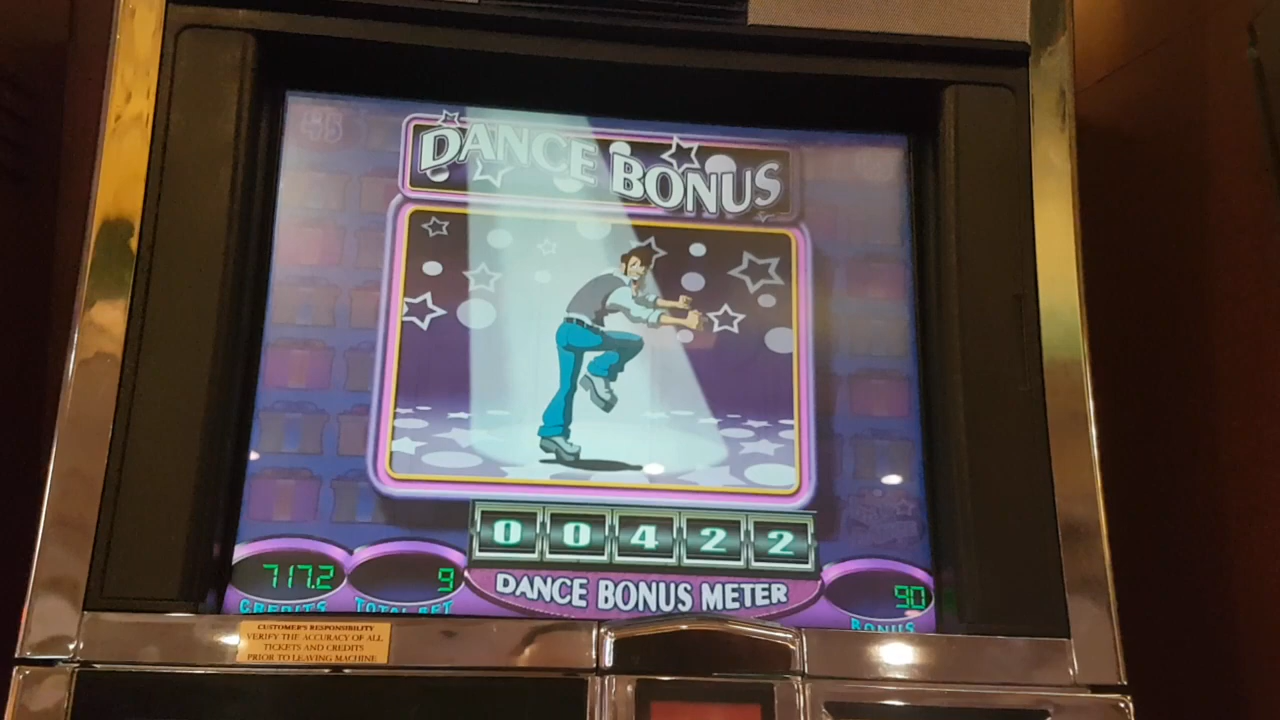 DANCE BONUS
00422
717.2
9
DANCE BONUS METER
90
CREDITS
TOTAL BET
BONUS
CUSTOMER'S RESPONSIBILITY
VERIFY THE ACCURACY OF ALL
TICKETS AND CREDITS
PRIOR TO LEAVING MACHINE